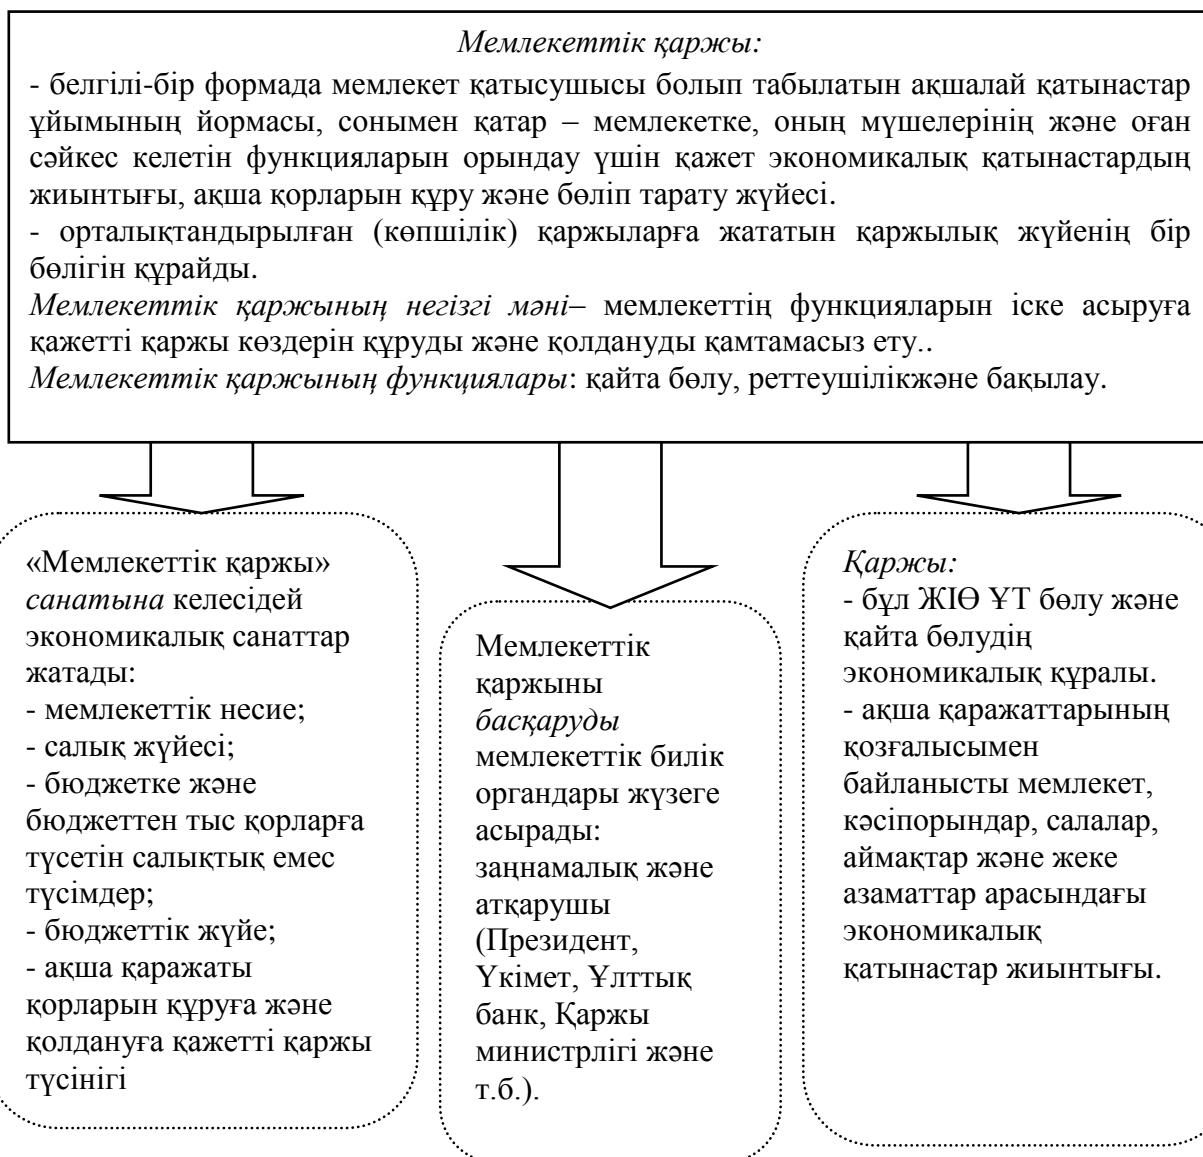 Мемлекеттік қаржы:
- белгілі-бір формада мемлекет қатысушысы болып табылатын ақшалай қатынастар
ұйымының йормасы, сонымен қатар – мемлекетке, оның мүшелерінің және оған
сәйкес келетін функцияларын орындау үшін қажет экономикалық қатынастардың
жиынтығы, ақша қорларын құру және бөліп тарату жүйесі.
- орталықтандырылған (көпшілік) қаржыларға жататын қаржылық жүйенің бір
бөлігін құрайды.
Мемлекеттік қаржының негізгі мәні– мемлекеттің функцияларын іске асыруға
қажетті қаржы көздерін құруды және қолдануды қамтамасыз ету..
Мемлекеттік қаржының функциялары: қайта бөлу, реттеушілікжәне бақылау.
«Мемлекеттік қаржы»
санатына келесідей
экономикалық санаттар
жатады:
- мемлекеттік несие;
- салық жүйесі;
- бюджетке және
бюджеттен тыс қорларға
түсетін салықтық емес
түсімдер;
- бюджеттік жүйе;
- ақша қаражаты
қорларын құруға және
қолдануға қажетті қаржы
түсінігі
Мемлекеттік
қаржыны
басқаруды
мемлекеттік билік
органдары жүзеге
асырады:
заңнамалық және
атқарушы
(Президент,
Үкімет, Ұлттық
банк, Қаржы
министрлігі және
т.б.).
Қаржы:
- бұл ЖІӨ ҰТ бөлу және
қайта бөлудің
экономикалық құралы.
- ақша қаражаттарының
қозғалысымен
байланысты мемлекет,
кәсіпорындар, салалар,
аймақтар және жеке
азаматтар арасындағы
экономикалық
қатынастар жиынтығы.